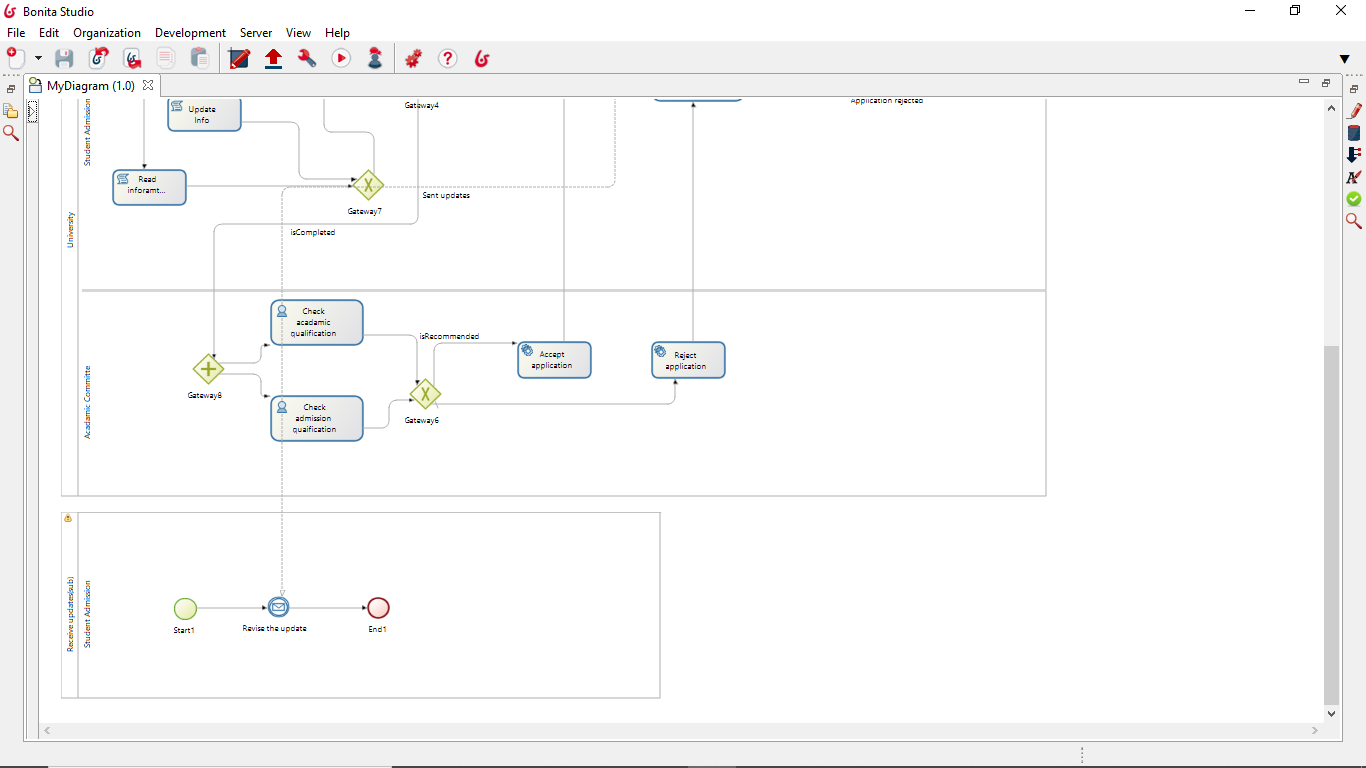 Bonita Studio
File Edit Organization Development Server View Help
MyDiagram (1.0)
Student Admission
Update
Info
Gateway4
Application rejected
Read
inforamt...
Sent updates
Gateway7
University
isCompleted
Check
acadamic
qualification
isRecommended
Accept
application
Reject
application
Gateway8
Acadamic Committe
Check
admission
quaification
Gateway6
Receive updates(sub)
Student Admission
Start1
Revise the update
End1